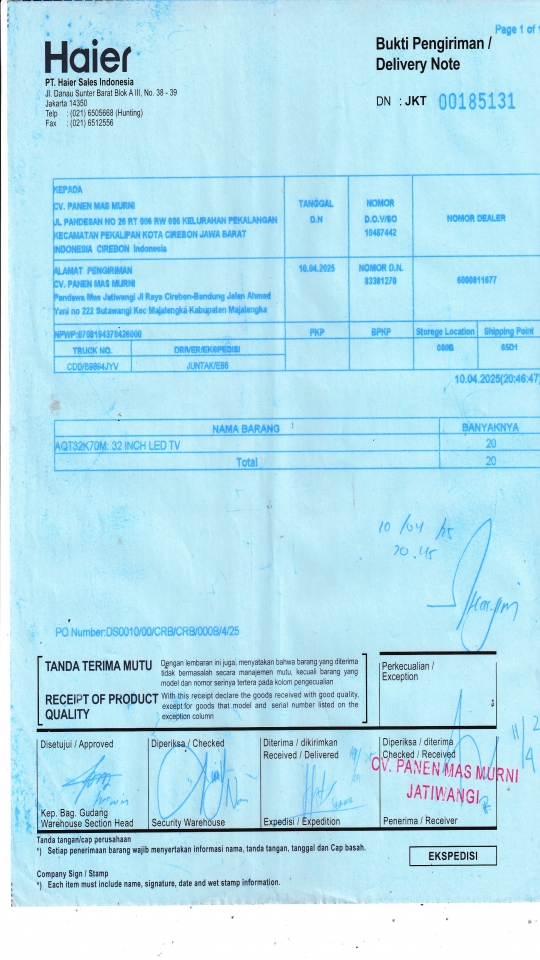 Page 1 of 1
Haier
Bukti Pengiriman /
Delivery Note
PT. Haier Sales Indonesia
Jl. Danau Sunter Barat Blok A III, No. 38 - 39
Jakarta 14350
Telp : (021) 6505668 (Hunting)
Fax : (021) 6512556
DN : JKT 00185131
KEPADA
CV. PANEN MAS MURNI
JL PANDESAN NO 26 RT 006 RW 006 KELURAHAN PEKALANGAN
KECAMATAN PEKALIPAN KOTA CIREBON JAWA BARAT
INDONESIA CIREBON Indonesia
TANGGAL
D.N
NOMOR
D.O.V/SO
10487442
NOMOR DEALER
ALAMAT PENGIRIMAN
CV. PANEN MAS MURNI
Pandawa Mas Jatiwangi Jl Raya Cirebon-Bandung Jalan Ahmad
Yani no 222 Sutawangi Kec Majalengka Kabupaten Majalengka
10.04.2025
NOMOR D.N.
83381270
6000811677
NPWP:0708194378426000
PKP
BPKP
Storege Location
Shipping Point
TRUCK NO.
DRIVER/EKSPEDISI
000B
05D1
CDD/B9894JYV
JUNTAK/E86
10.04.2025(20:46:47)
NAMA BARANG
BANYAKNYA
AQT32K70M: 32 INCH LED TV
20
Total
20
10/04/25
20.45
PO Number:DS0010/00/CRB/CRB/000B/4/25
TANDA TERIMA MUTU
Dengan lembaran ini juga, menyatakan bahwa barang yang diterima
tidak bermasalah secara manajemen mutu, kecuali barang yang
model dan nomor serinya tertera pada kolom pengecualian
RECEIPT OF PRODUCT
QUALITY
With this receipt declare the goods received with good quality,
except for goods that model and serial number listed on the
exception column
Perkecualian /
Exception
Disetujui / Approved
Diperiksa / Checked
Diterima / dikirimkan
Received / Delivered
Diperiksa / diterima
Checked / Received
CV. PANEN MAS MURNI
JATIWANGI
Kep. Bag. Gudang
Warehouse Section Head
Security Warehouse
Expedisi / Expedition
Penerima / Receiver
Tanda tangan/cap perusahaan
*) Setiap penerimaan barang wajib menyertakan informasi nama, tanda tangan, tanggal dan Cap basah.
EKSPEDISI
Company Sign / Stamp
*) Each item must include name, signature, date and wet stamp information.